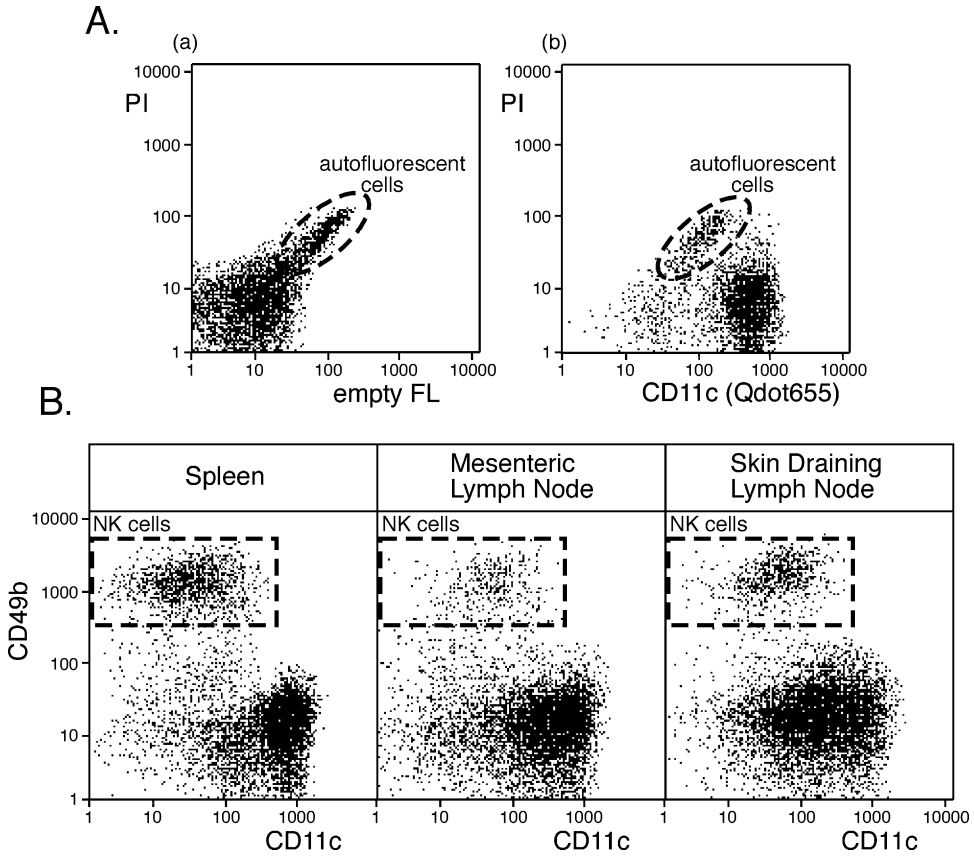 A.
(a)
(b)
10000
PI
1000
100
10
1
autofluorescent
cells
1
10
100
1000
10000
empty FL
10000
PI
1000
100
10
1
autofluorescent
cells
1
10
100
1000
10000
CD11c (Qdot655)
B.
Spleen
Mesenteric
Lymph Node
Skin Draining
Lymph Node
10000
1000
100
10
1
CD49b
NK cells
NK cells
NK cells
1
10
100
1000
CD11c
1
10
100
1000
CD11c
1
10
100
1000
10000
CD11c